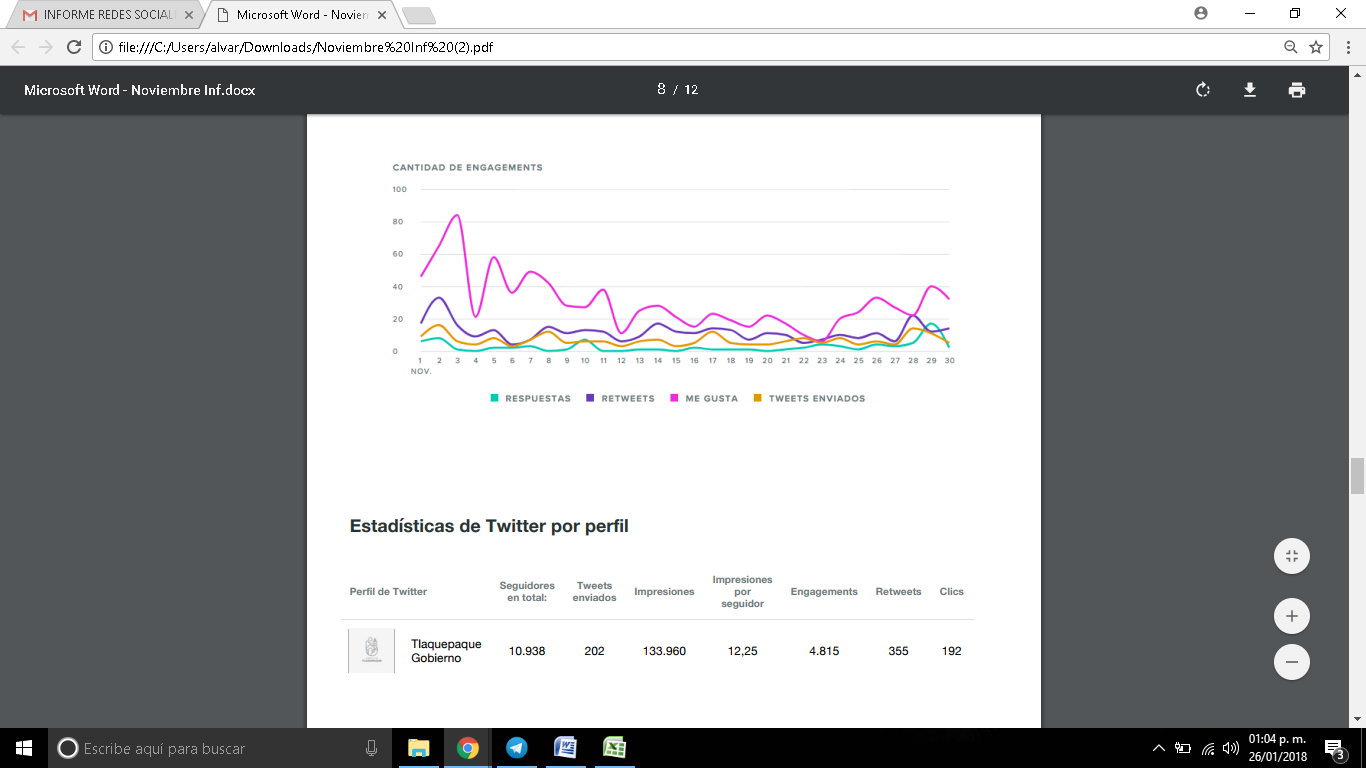 INFORME REDES SOCIAL
Microsoft Word - Novien
file:///C:/Users/alvar/Downloads/Noviembre%20Inf%20(2).pdf
Microsoft Word - Noviembre Inf.docx
8 / 12
CANTIDAD DE ENGAGEMENTS
100
80
60
40
20
0
1 2 3 4 5 6 7 8 9 10 11 12 13 14 15 16 17 18 19 20 21 22 23 24 25 26 27 28 29 30
NOV.
RESPUESTAS RETWEETS ME GUSTA TWEETS ENVIADOS
Estadísticas de Twitter por perfil
Perfil de Twitter
Seguidores
en total:
Tweets
enviados
Impresiones
Impresiones
por
seguidor
Engagements
Retweets
Clics
Tlaquepaque
Gobierno
10.938
202
133.960
12,25
4.815
355
192
Escribe aquí para buscar
01:04 p. m.
26/01/2018
3